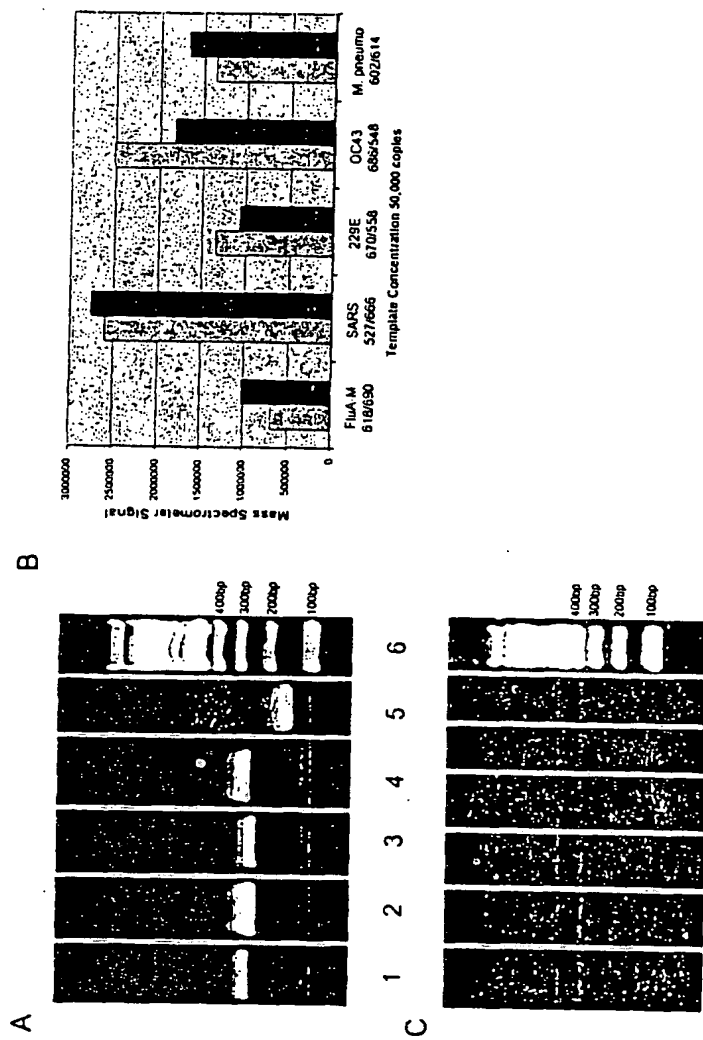 A
400bp
300bp
200bp
100bp
1 2 3 4 5 6
B
Mass Spectrometer Signal
3000000
2500000
2000000
1500000
1000000
500000
0
FluA-M SARS 229E OC43 M. pneumo
618/690 527/666 670/558 686/548 602/614
Template Concentration 50,000 copies
C
400bp
300bp
200bp
100bp